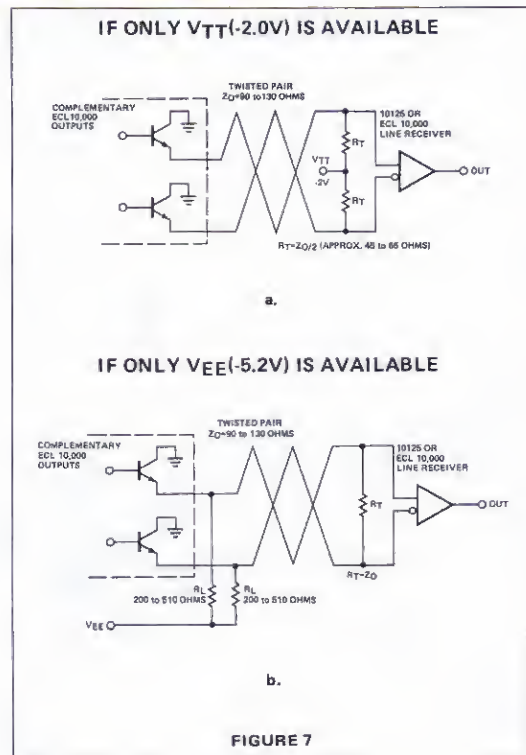 IF ONLY VTT(-2.0V) IS AVAILABLE
TWISTED PAIR
ZO=90 to 130 OHMS
COMPLEMENTARY
ECL 10,000
OUTPUTS
10125 OR
ECL 10,000
LINE RECEIVER
RT
VTT
-2V
OUT
RT
RT=ZO/2 (APPROX. 45 to 65 OHMS)
a.
IF ONLY VEE(-5.2V) IS AVAILABLE
TWISTED PAIR
ZO=90 to 130 OHMS
COMPLEMENTARY
ECL 10,000
OUTPUTS
10125 OR
ECL 10,000
LINE RECEIVER
RT
OUT
RT=ZO
RL
200 to 510 OHMS
RL
200 to 510 OHMS
VEE
b.
FIGURE 7